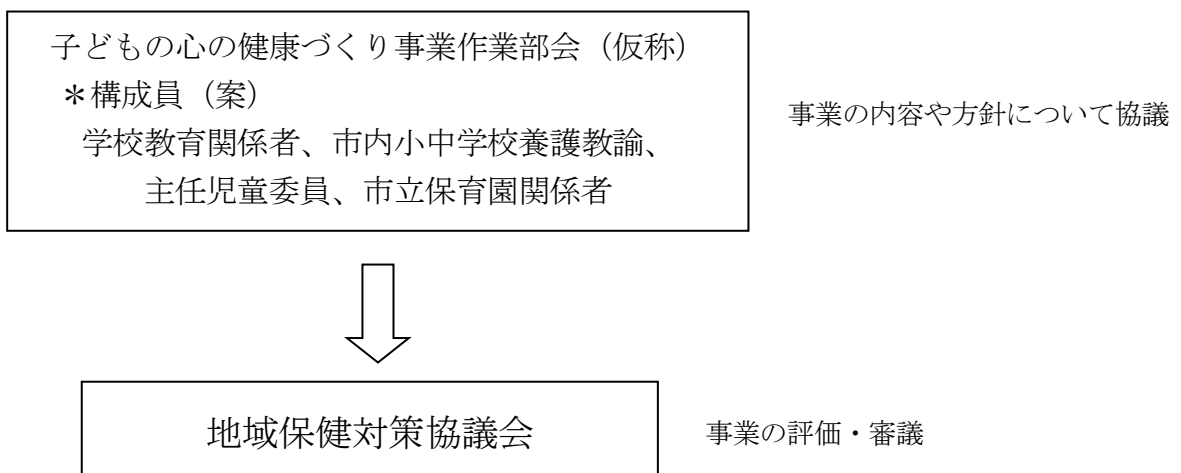 子どもの心の健康づくり事業作業部会（仮称）
＊構成員（案）
学校教育関係者、市内小中学校養護教諭、
主任児童委員、市立保育園関係者
事業の内容や方針について協議
地域保健対策協議会
事業の評価・審議